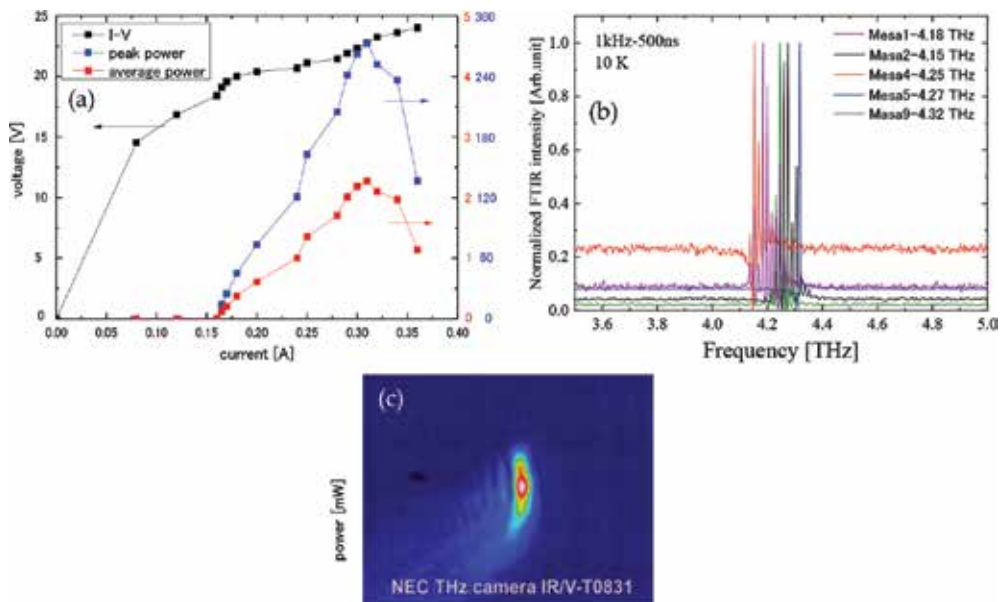 I-V
peak power
average power
(a)
voltage [V]
25
20
15
10
5
0
0.00 0.05 0.10 0.15 0.20 0.25 0.30 0.35 0.40
current [A]
5 300
4 240
3 180
2 120
1 60
0 0
1kHz-500ns
10 K
(b)
Mesa1-4.18 THz
Mesa2-4.15 THz
Mesa4-4.25 THz
Mesa5-4.27 THz
Mesa9-4.32 THz
Normalized FTIR intensity [Arb.unit]
1.0
0.8
0.6
0.4
0.2
0.0
3.6 4.0 4.2 4.4 4.8 5.0
Frequency [THz]
(c)
power [mW]
NEC THz camera IR/V-T0831